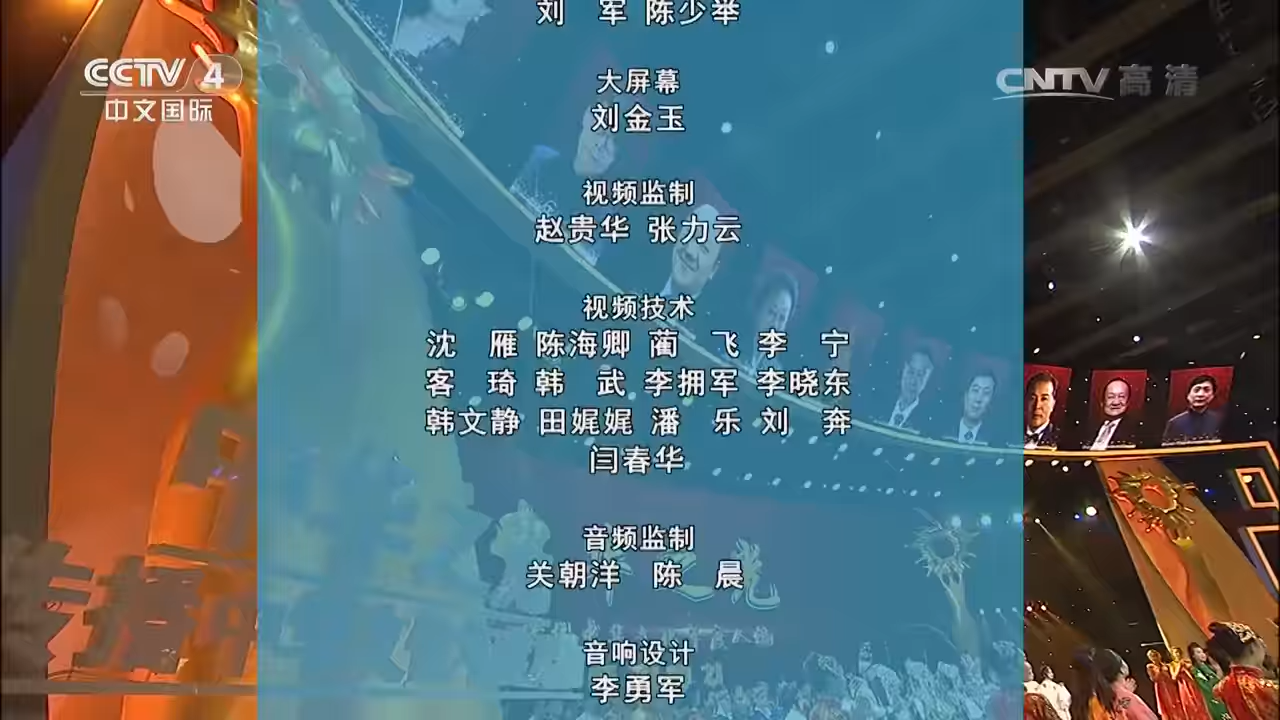 刘　军 陈少举
CCTV 4
中文国际
CNTV 高清
大屏幕
刘金玉
视频监制
赵贵华 张力云
视频技术
沈　雁 陈海卿 蔺　飞 李　宁
客　琦 韩　武 李拥军 李晓东
韩文静 田娓娓 潘　乐 刘　奔
闫春华
音频监制
关朝洋　陈　晨
音响设计
李勇军